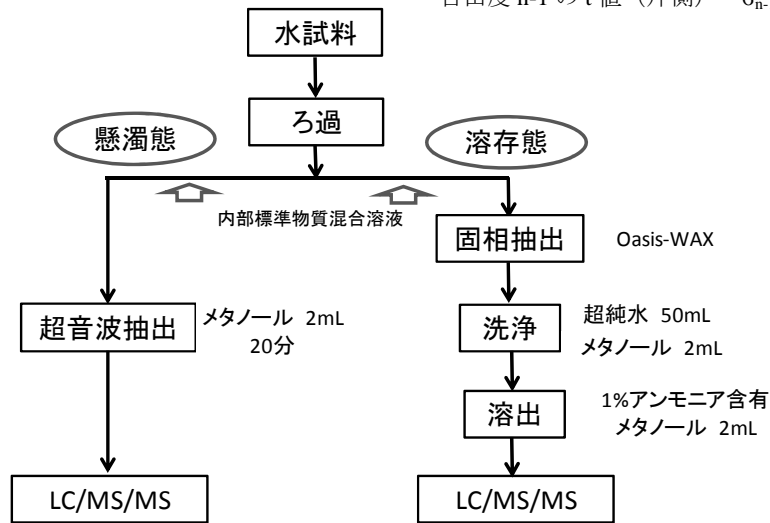 水試料
ろ過
懸濁態
溶存態
内部標準物質混合溶液
固相抽出
Oasis-WAX
超音波抽出
メタノール 2mL
20分
洗浄
超純水 50mL
メタノール 2mL
溶出
1%アンモニア含有
メタノール 2mL
LC/MS/MS
LC/MS/MS